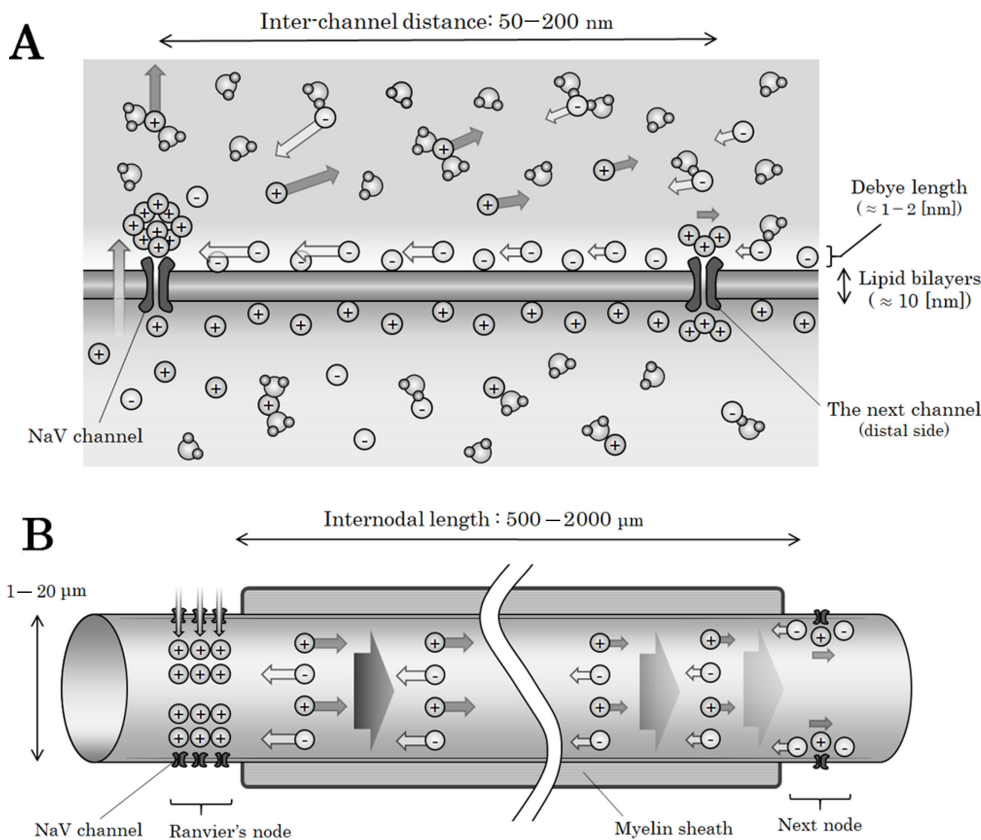 A
Inter-channel distance: 50–200 nm
Debye length
(≈ 1–2 [nm])
Lipid bilayers
(≈ 10 [nm])
NaV channel
The next channel
(distal side)
B
Internodal length : 500–2000 µm
1–20 µm
NaV channel
Ranvier's node
Myelin sheath
Next node